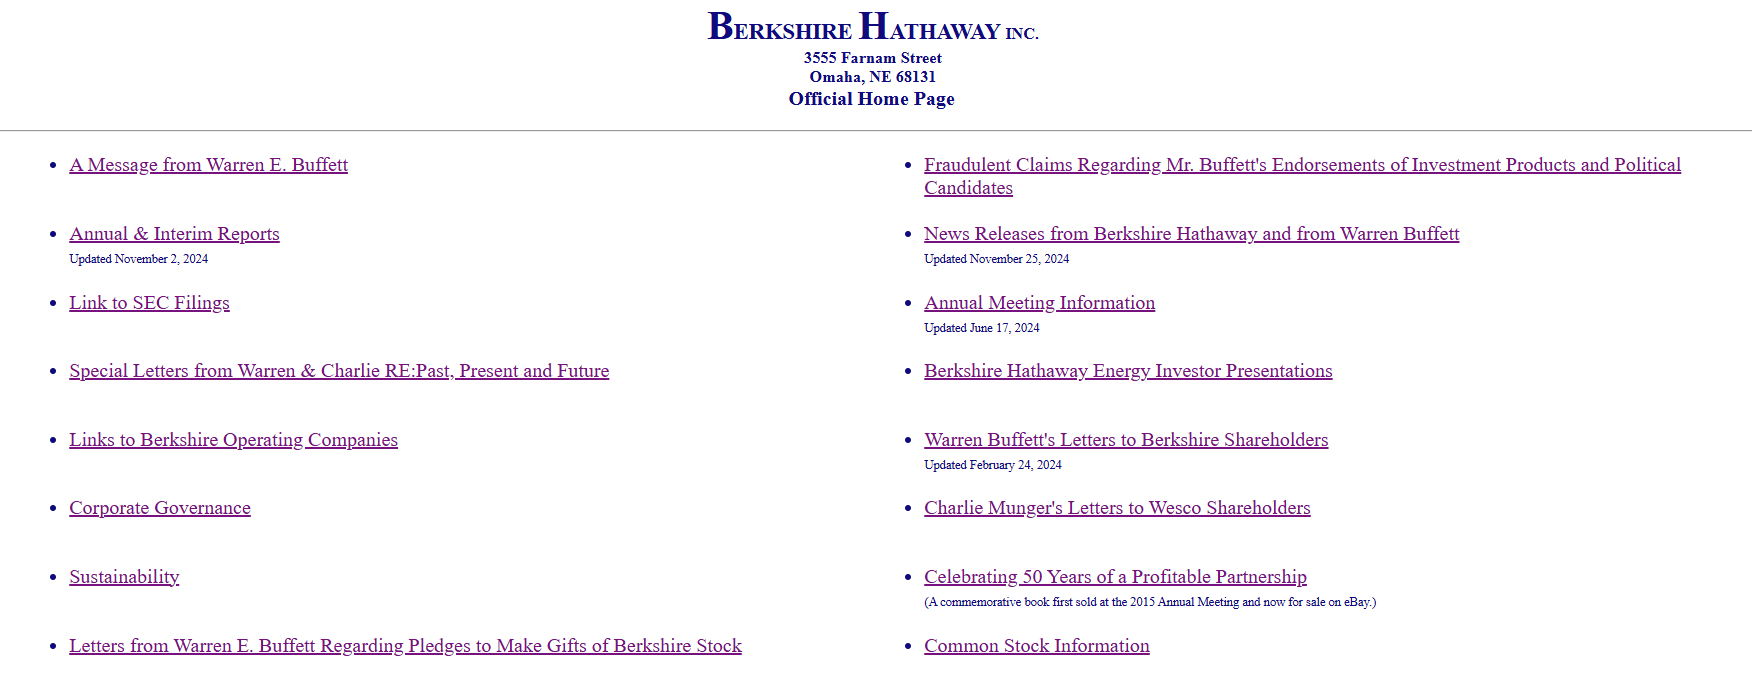 BERKSHIRE HATHAWAY INC.
3555 Farnam Street
Omaha, NE 68131
Official Home Page
• A Message from Warren E. Buffett
• Fraudulent Claims Regarding Mr. Buffett's Endorsements of Investment Products and Political
Candidates
• Annual & Interim Reports
Updated November 2, 2024
• News Releases from Berkshire Hathaway and from Warren Buffett
Updated November 25, 2024
• Link to SEC Filings
• Annual Meeting Information
Updated June 17, 2024
• Special Letters from Warren & Charlie RE:Past, Present and Future
• Berkshire Hathaway Energy Investor Presentations
• Links to Berkshire Operating Companies
• Warren Buffett's Letters to Berkshire Shareholders
Updated February 24, 2024
• Corporate Governance
• Charlie Munger's Letters to Wesco Shareholders
• Sustainability
• Celebrating 50 Years of a Profitable Partnership
(A commemorative book first sold at the 2015 Annual Meeting and now for sale on eBay.)
• Letters from Warren E. Buffett Regarding Pledges to Make Gifts of Berkshire Stock
• Common Stock Information